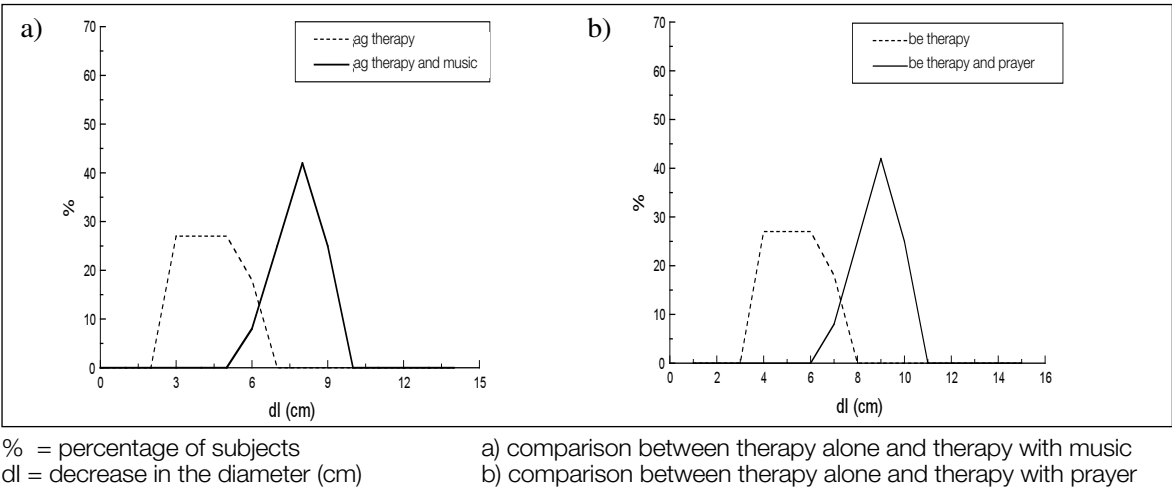 a)
70
60
50
40
30
20
10
0
%
0 3 6 9 12 15
dl (cm)
ag therapy
ag therapy and music
b)
70
60
50
40
30
20
10
0
%
0 2 4 6 8 10 12 14 16
dl (cm)
be therapy
be therapy and prayer
% = percentage of subjects
dl = decrease in the diameter (cm)
a) comparison between therapy alone and therapy with music
b) comparison between therapy alone and therapy with prayer